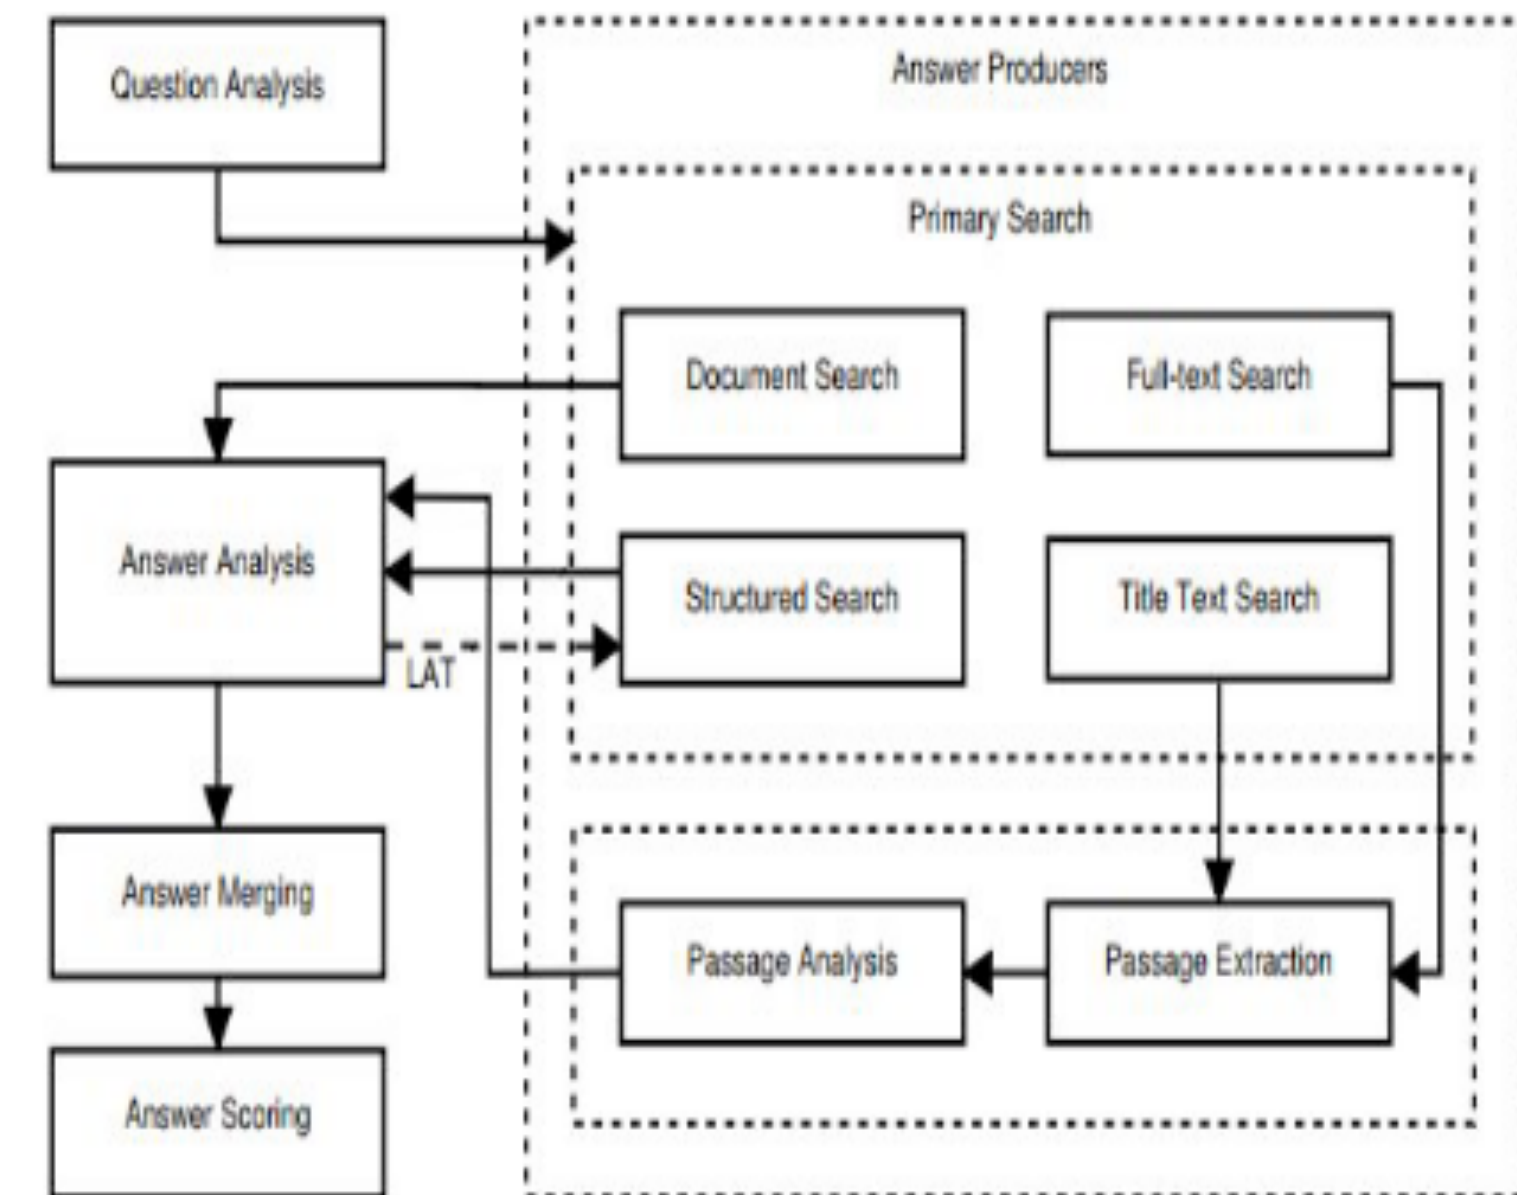 Question Analysis
Answer Producers
Primary Search
Document Search
Full-text Search
Answer Analysis
Structured Search
Title Text Search
LAT
Answer Merging
Passage Analysis
Passage Extraction
Answer Scoring